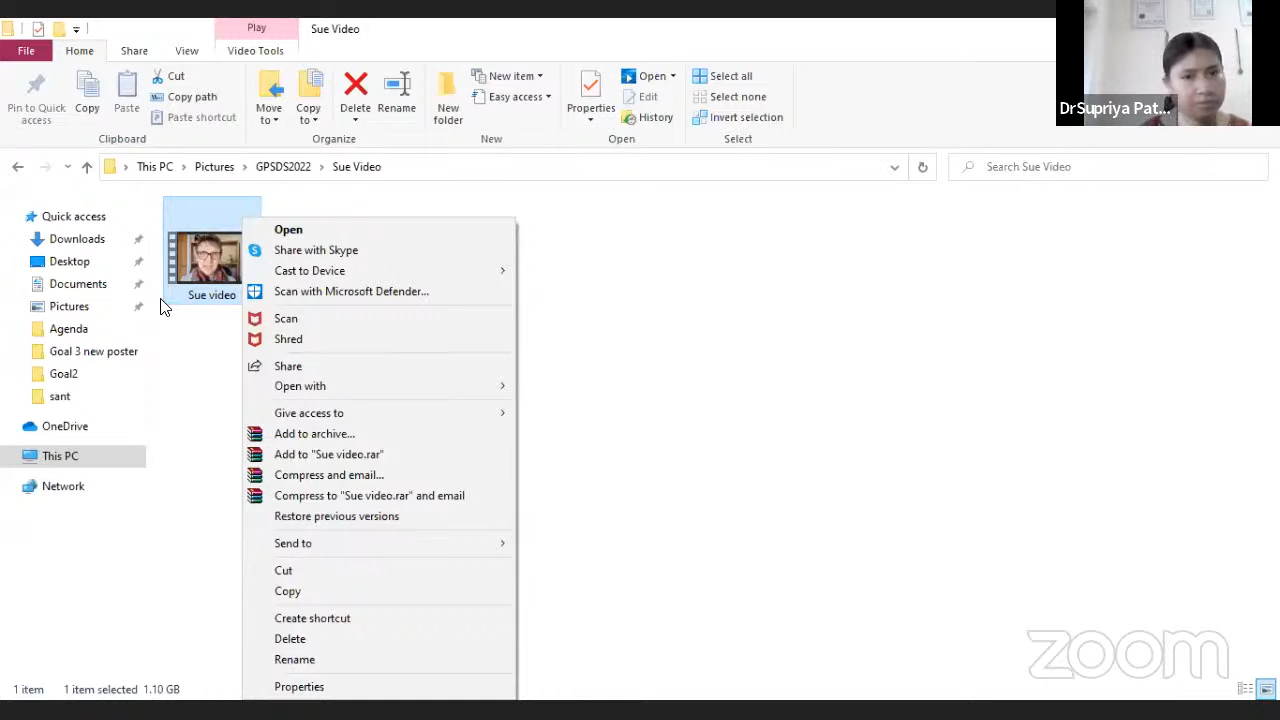 Play
Sue Video
File
Home
Share
View
Video Tools
Pin to Quick access
Copy
Paste
Cut
Copy path
Paste shortcut
Clipboard
Move to
Copy to
Delete
Rename
Organize
New folder
New item
Easy access
New
Properties
Open
Edit
History
Open
Select all
Select none
Invert selection
Select
DrSupriya Pat...
This PC
Pictures
GPSDS2022
Sue Video
Search Sue Video
Quick access
Downloads
Desktop
Documents
Pictures
Agenda
Goal 3 new poster
Goal2
sant
OneDrive
This PC
Network
Sue video
Open
Share with Skype
Cast to Device
Scan with Microsoft Defender...
Scan
Shred
Share
Open with
Give access to
Add to archive...
Add to "Sue video.rar"
Compress and email...
Compress to "Sue video.rar" and email
Restore previous versions
Send to
Cut
Copy
Create shortcut
Delete
Rename
Properties
1 item
1 item selected 1.10 GB
zoom